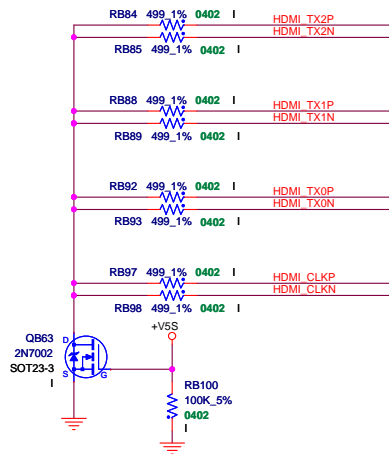 RB84 499_1% 0402 I
HDMI_TX2P
HDMI_TX2N
RB85 499_1% 0402 I
RB88 499_1% 0402 I
HDMI_TX1P
HDMI_TX1N
RB89 499_1% 0402 I
RB92 499_1% 0402 I
HDMI_TX0P
HDMI_TX0N
RB93 499_1% 0402 I
RB97 499_1% 0402 I
HDMI_CLKP
HDMI_CLKN
RB98 499_1% 0402 I
+V5S
QB63
2N7002
SOT23-3
I
D
S
G
RB100
100K_5%
0402
I